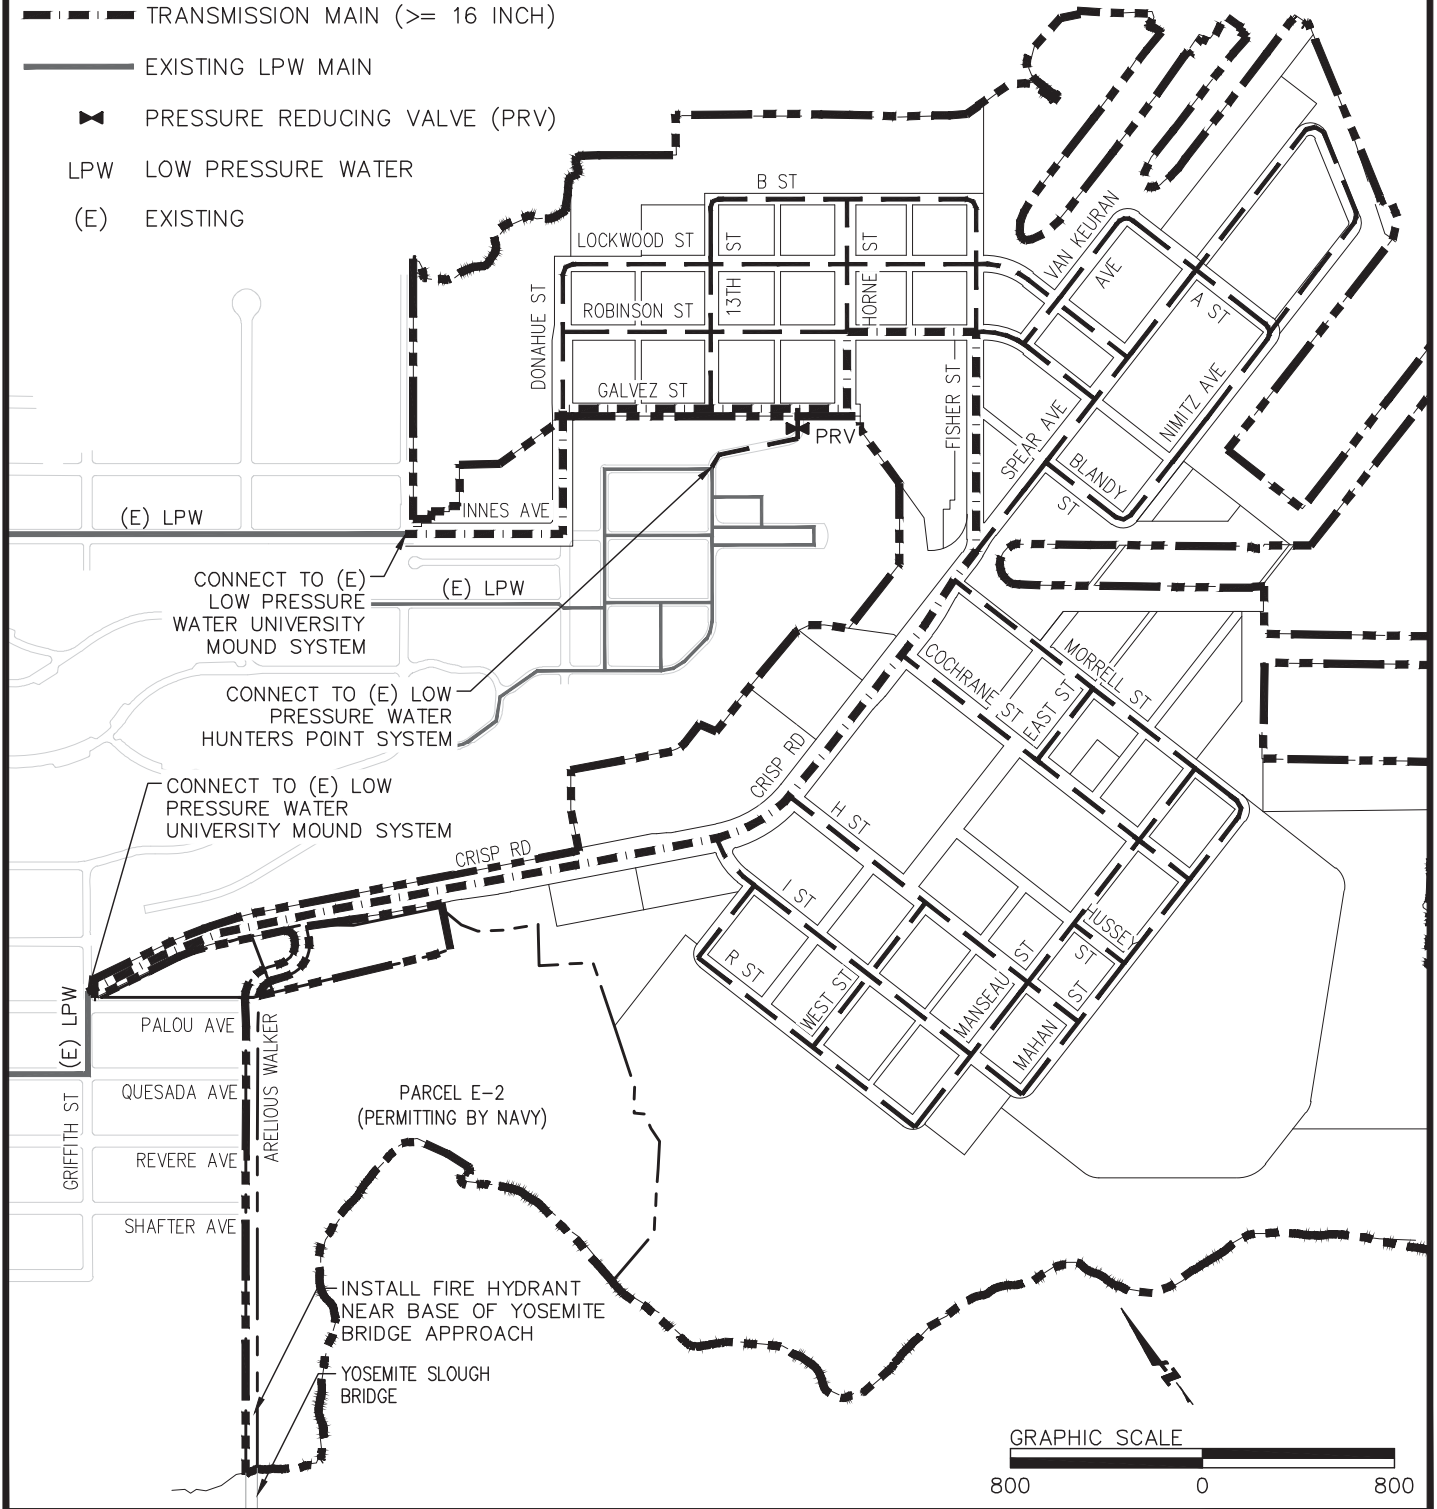 TRANSMISSION MAIN (>= 16 INCH)
EXISTING LPW MAIN
PRESSURE REDUCING VALVE (PRV)
LPW LOW PRESSURE WATER
(E) EXISTING
B ST
LOCKWOOD ST
13TH ST
HORNE ST
ROBINSON ST
DONAHUE ST
GALVEZ ST
FISHER ST
PRV
VAN KEURAN AVE
A ST
NIMITZ AVE
SPEAR AVE
BLANDY ST
INNES AVE
(E) LPW
(E) LPW
CONNECT TO (E)
LOW PRESSURE
WATER UNIVERSITY
MOUND SYSTEM
CONNECT TO (E) LOW
PRESSURE WATER
HUNTERS POINT SYSTEM
CONNECT TO (E) LOW
PRESSURE WATER
UNIVERSITY MOUND SYSTEM
CRISP RD
CRISP RD
COCHRANE ST
EAST ST
MORRELL ST
H ST
I ST
R ST
WEST ST
MANSEAU ST
HUSSEY ST
MAHAN ST
(E) LPW
GRIFFITH ST
PALOU AVE
QUESADA AVE
REVERE AVE
SHAFTER AVE
ARELIOUS WALKER
PARCEL E-2
(PERMITTING BY NAVY)
INSTALL FIRE HYDRANT
NEAR BASE OF YOSEMITE
BRIDGE APPROACH
YOSEMITE SLOUGH
BRIDGE
N
GRAPHIC SCALE
800 0 800